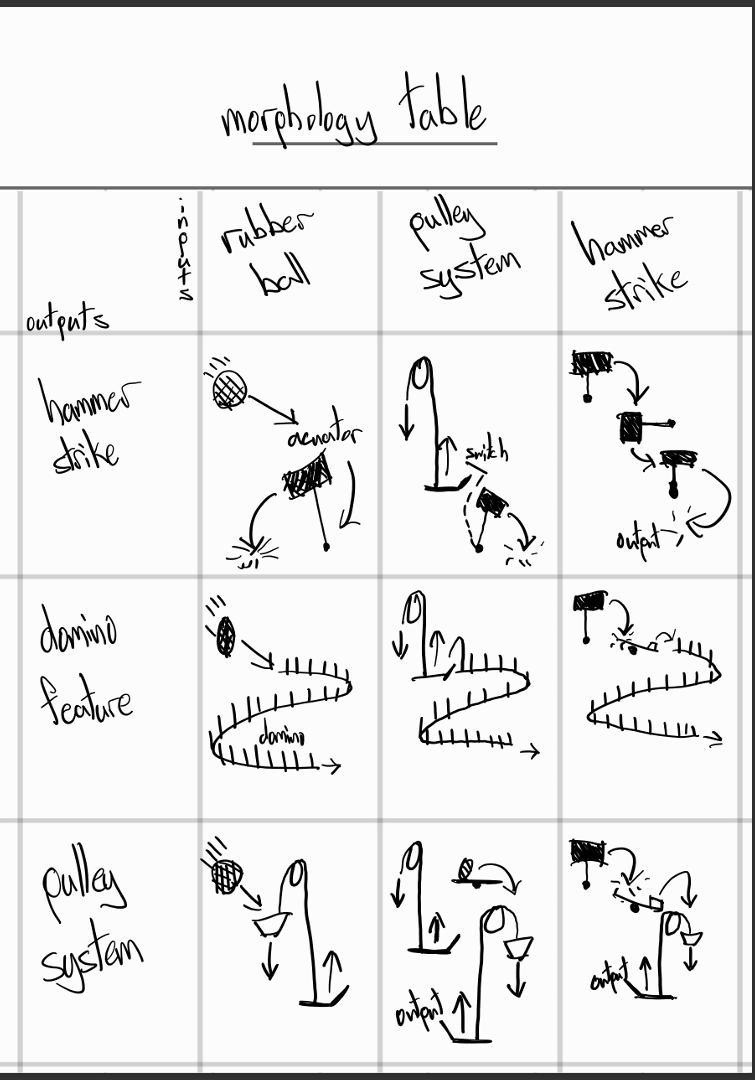 morphology table
inputs
outputs
rubber
ball
pulley
system
hammer
strike
hammer
strike
acuator
switch
output
domino
feature
domino
pulley
system
output
output